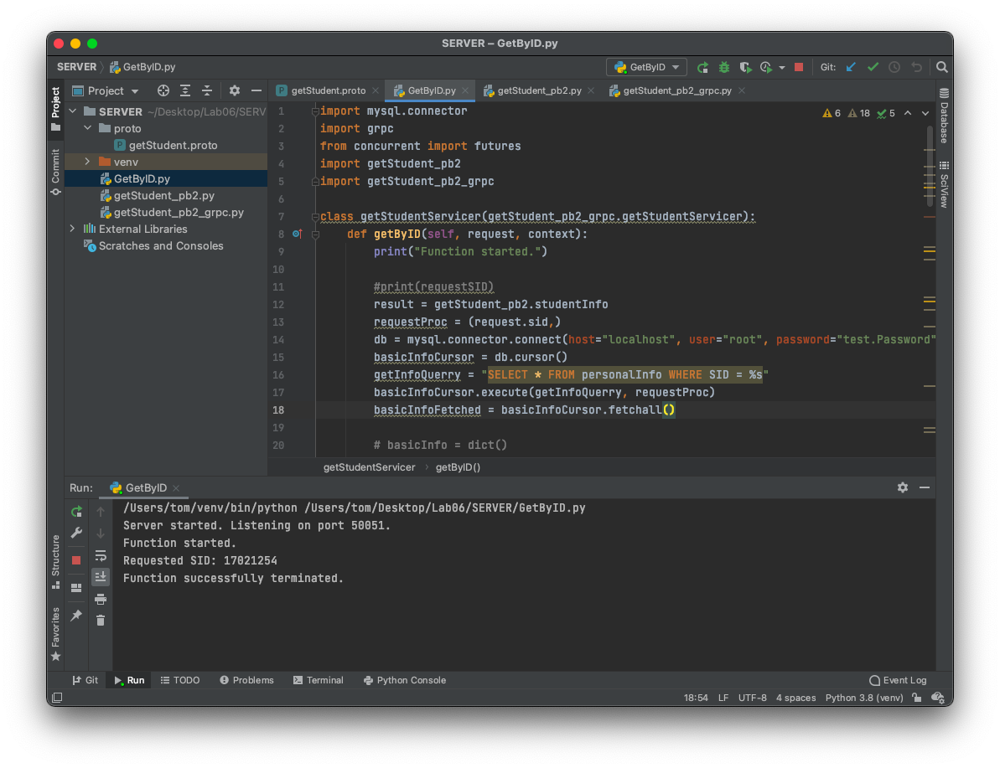 SERVER – GetByID.py
SERVER GetByID.py GetByID Git:
Project
Project
SERVER ~/Desktop/Lab06/SERV
proto
getStudent.proto
venv
GetByID.py
getStudent_pb2.py
getStudent_pb2_grpc.py
External Libraries
Scratches and Consoles
Commit
getStudent.proto GetByID.py getStudent_pb2.py getStudent_pb2_grpc.py
6 18 5
1 import mysql.connector
2 import grpc
3 from concurrent import futures
4 import getStudent_pb2
5 import getStudent_pb2_grpc
6
7 class getStudentServicer(getStudent_pb2_grpc.getStudentServicer):
8 def getByID(self, request, context):
9 print("Function started.")
10
11 #print(requestSID)
12 result = getStudent_pb2.studentInfo
13 requestProc = (request.sid,)
14 db = mysql.connector.connect(host="localhost", user="root", password="test.Password"
15 basicInfoCursor = db.cursor()
16 getInfoQuerry = "SELECT * FROM personalInfo WHERE SID = %s"
17 basicInfoCursor.execute(getInfoQuerry, requestProc)
18 basicInfoFetched = basicInfoCursor.fetchall()
19
20 # basicInfo = dict()
getStudentServicer getByID()
Database
SciView
Run: GetByID
/Users/tom/venv/bin/python /Users/tom/Desktop/Lab06/SERVER/GetByID.py
Server started. Listening on port 50051.
Function started.
Requested SID: 17021254
Function successfully terminated.
Structure
Favorites
Git Run TODO Problems Terminal Python Console Event Log
18:54 LF UTF-8 4 spaces Python 3.8 (venv)